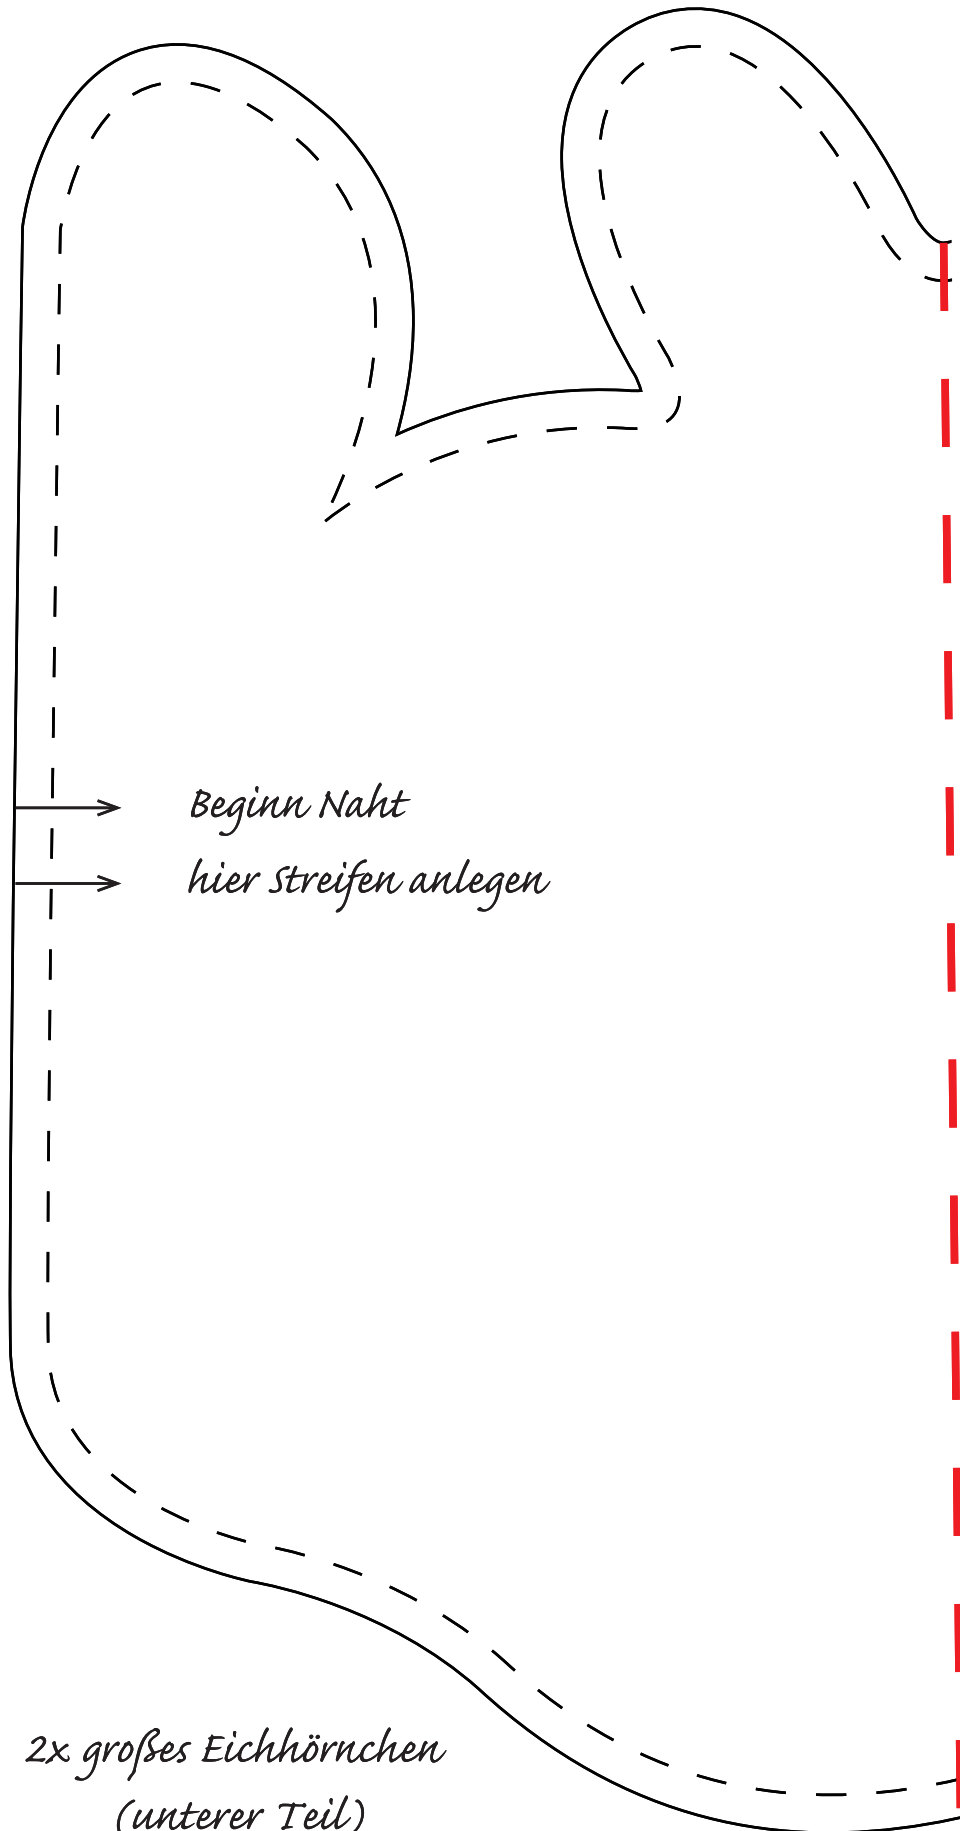 Beginn Naht
hier Streifen anlegen
2x großes Eichhörnchen
(unterer Teil)